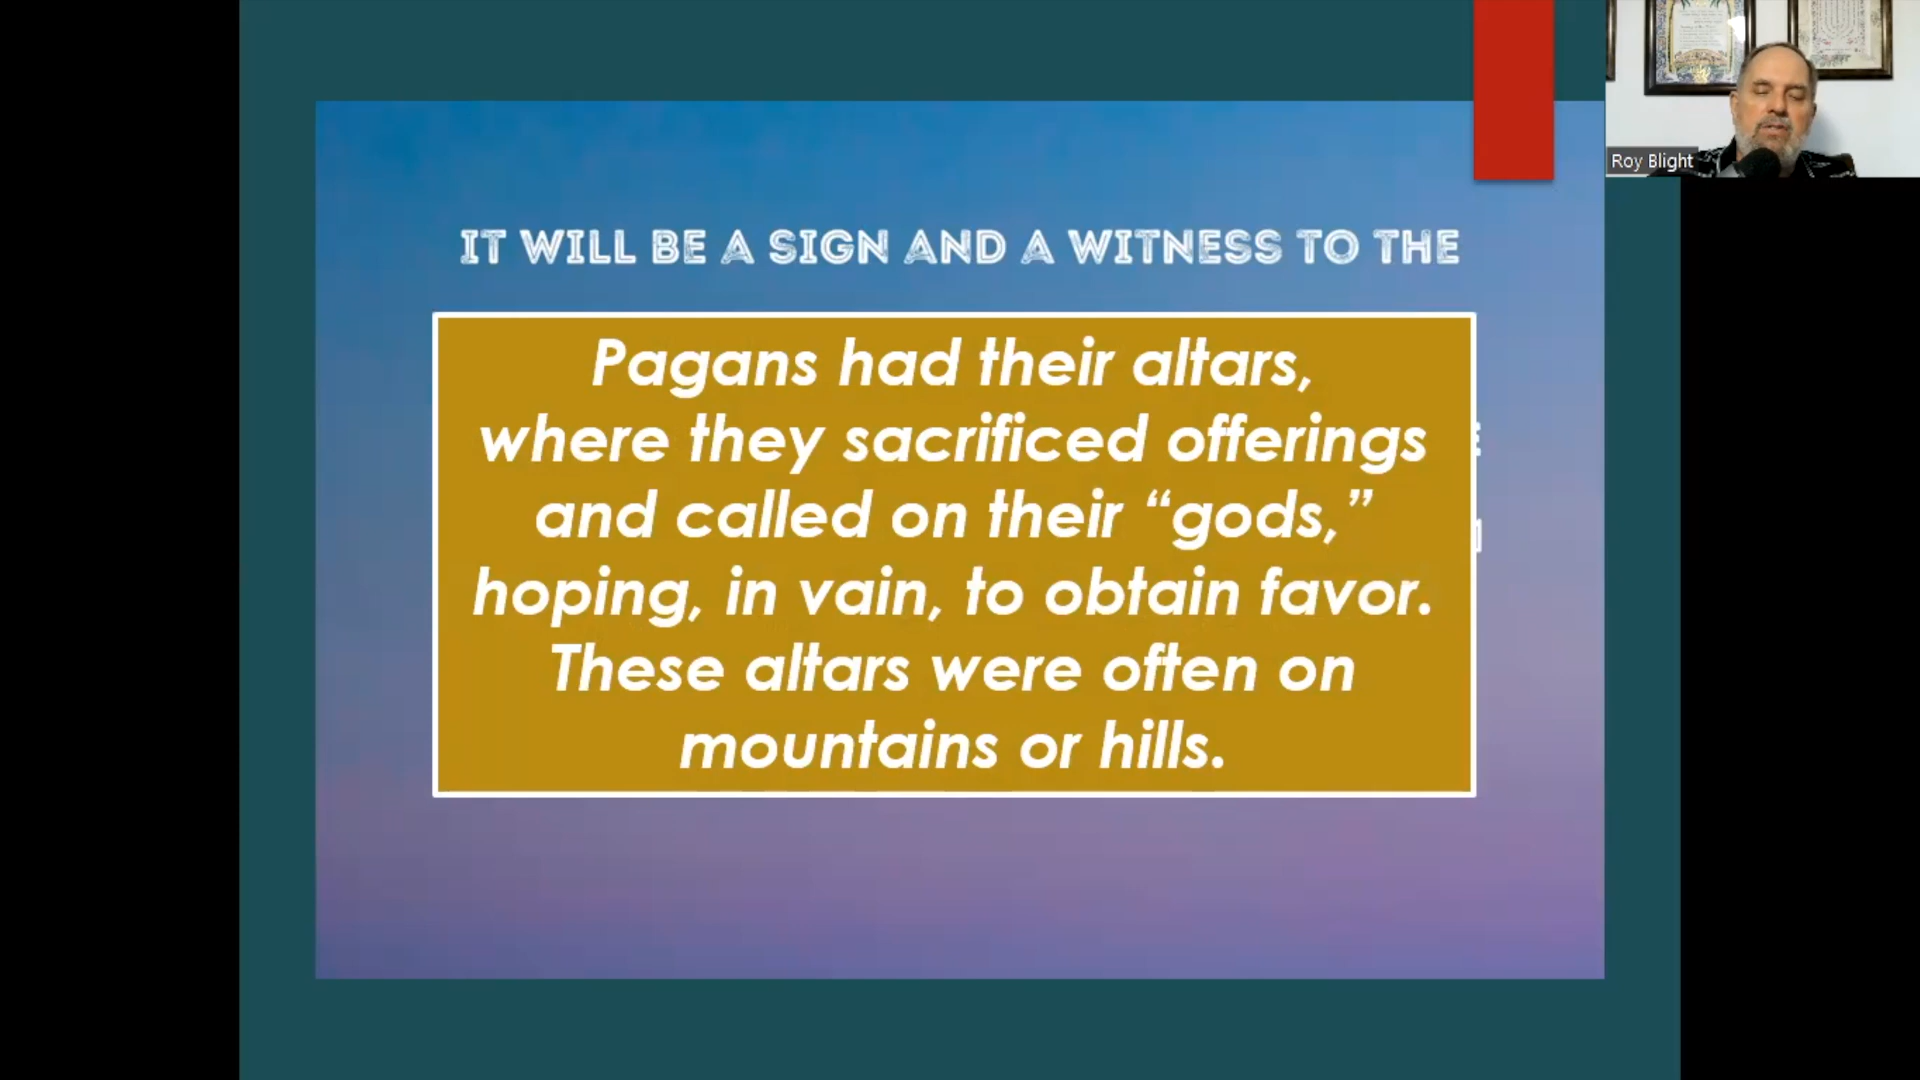 IT WILL BE A SIGN AND A WITNESS TO THE
Pagans had their altars,
where they sacrificed offerings
and called on their “gods,”
hoping, in vain, to obtain favor.
These altars were often on
mountains or hills.
Roy Blight